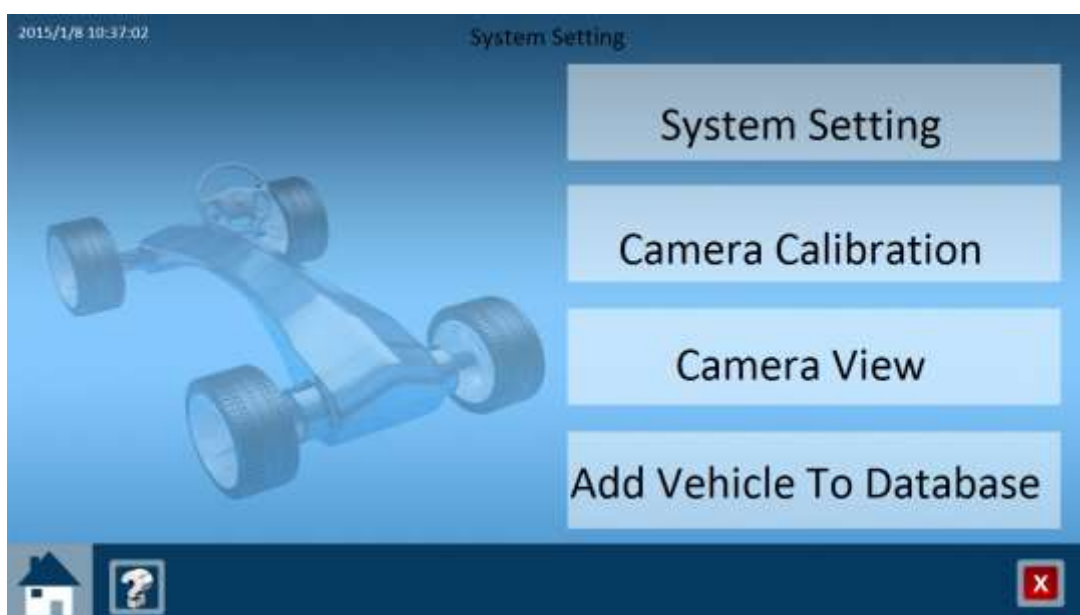 2015/1/8 10:37:02
System Setting
System Setting
Camera Calibration
Camera View
Add Vehicle To Database
?
X